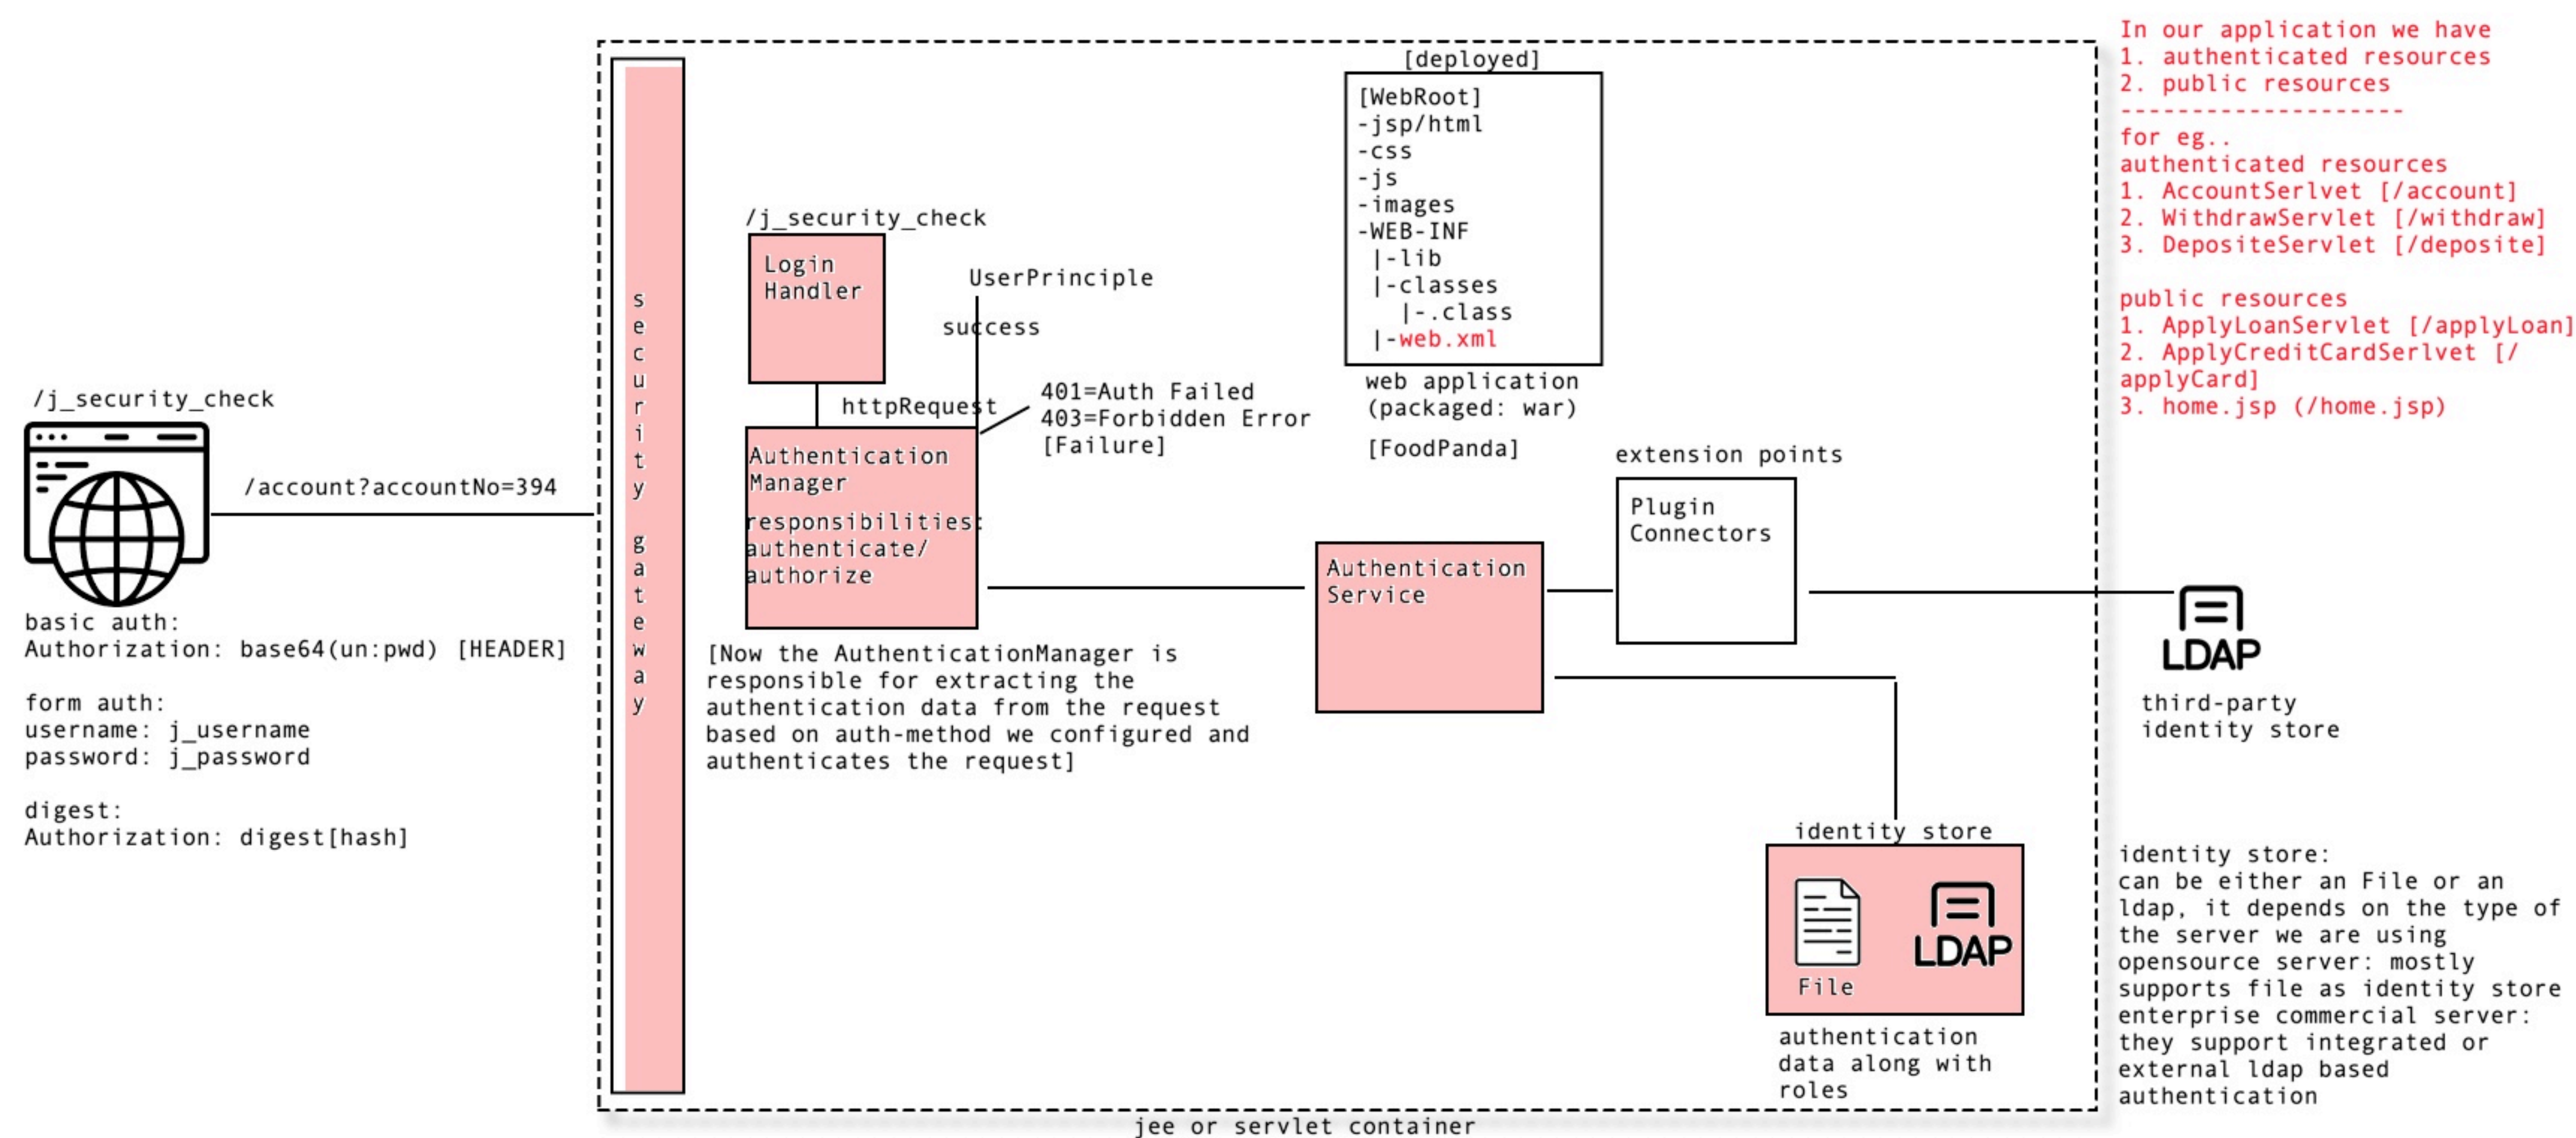 /j_security_check
/account?accountNo=394
basic auth:
Authorization: base64(un:pwd) [HEADER]
form auth:
username: j_username
password: j_password
digest:
Authorization: digest[hash]
security gateway
/j_security_check
Login
Handler
UserPrinciple
success
httpRequest
401=Auth Failed
403=Forbidden Error
[Failure]
Authentication
Manager
responsibilities:
authenticate/
authorize
[Now the AuthenticationManager is
responsible for extracting the
authentication data from the request
based on auth-method we configured and
authenticates the request]
[deployed]
[WebRoot]
-jsp/html
-css
-js
-images
-WEB-INF
|-lib
|-classes
|-.class
|-web.xml
web application
(packaged: war)
[FoodPanda]
extension points
Plugin
Connectors
Authentication
Service
identity store
File
LDAP
authentication
data along with
roles
jee or servlet container
In our application we have
1. authenticated resources
2. public resources
--------------------
for eg..
authenticated resources
1. AccountSerlvet [/account]
2. WithdrawServlet [/withdraw]
3. DepositeServlet [/deposite]
public resources
1. ApplyLoanServlet [/applyLoan]
2. ApplyCreditCardSerlvet [/
applyCard]
3. home.jsp (/home.jsp)
LDAP
third-party
identity store
identity store:
can be either an File or an
ldap, it depends on the type of
the server we are using
opensource server: mostly
supports file as identity store
enterprise commercial server:
they support integrated or
external ldap based
authentication